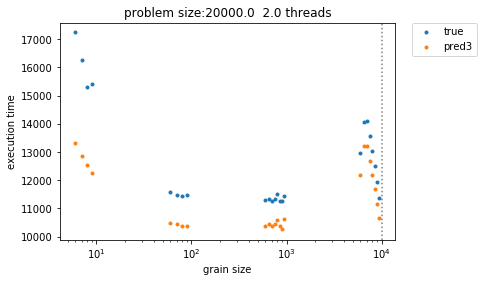 problem size:20000.0  2.0 threads
true
pred3
17000
16000
15000
14000
13000
12000
11000
10000
execution time
10¹
10²
10³
10⁴
grain size